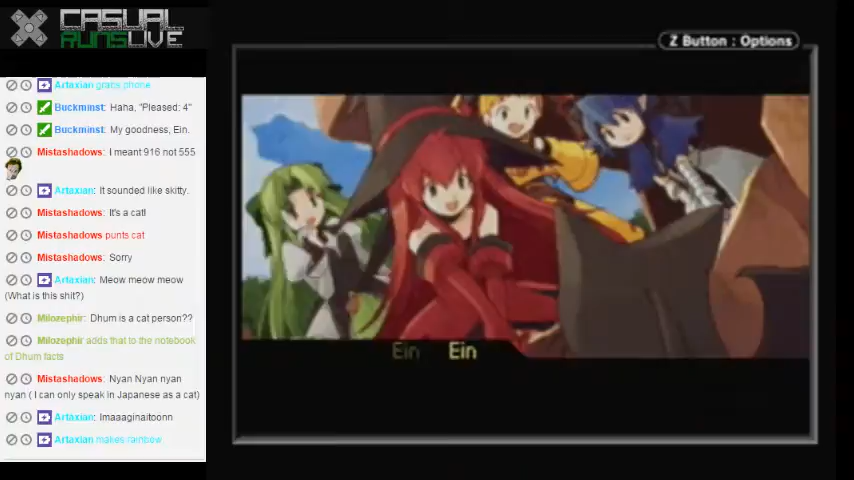 CASUAL
RUNSLIVE
Z Button : Options
Artaxian grabs phone
Buckminst: Haha, "Pleased: 4"
Buckminst: My goodness, Ein.
Mistashadows: I meant 916 not 555
Artaxian: It sounded like skitty.
Mistashadows: It's a cat!
Mistashadows punts cat
Mistashadows: Sorry
Artaxian: Meow meow meow
(What is this shit?)
Milozephir: Dhum is a cat person??
Milozephir adds that to the notebook
of Dhum facts
Mistashadows: Nyan Nyan nyan
nyan ( I can only speak in Japanese as a cat)
Artaxian: Imaaaginaitoonn
Artaxian makes rainbow
Ein Ein